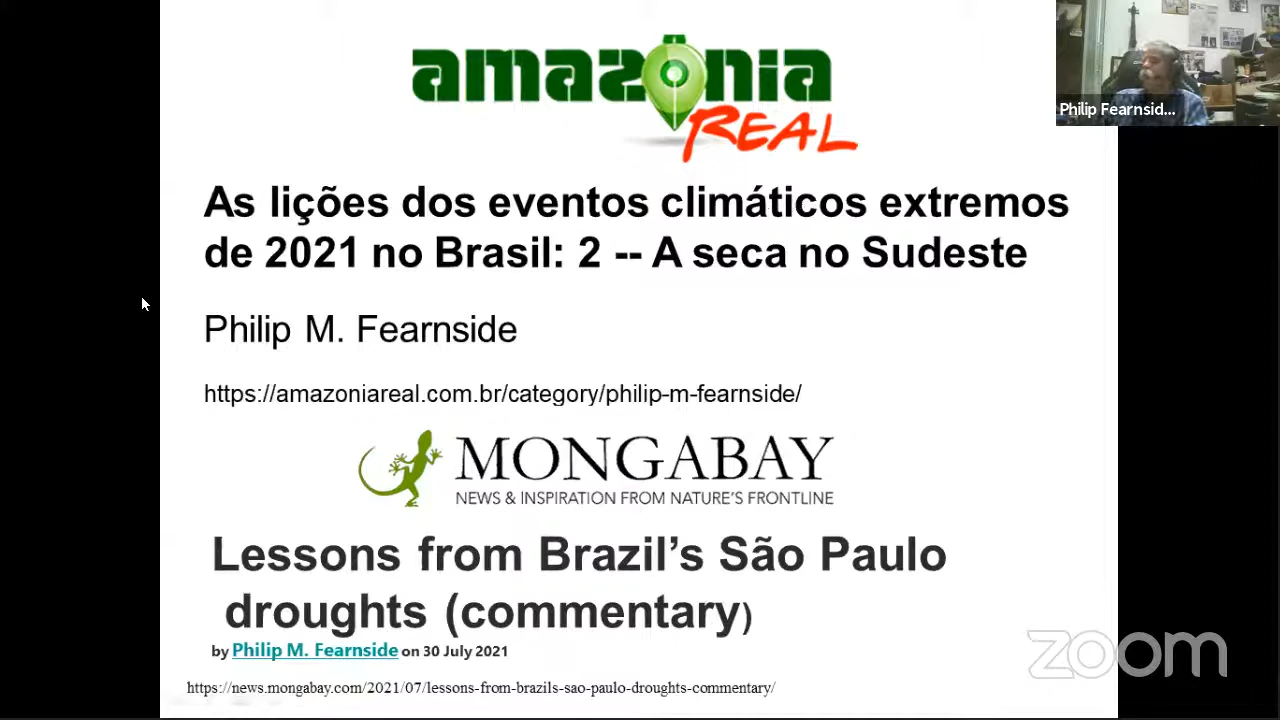 amazônia
REAL
Philip Fearnsid...
As lições dos eventos climáticos extremos
de 2021 no Brasil: 2 -- A seca no Sudeste
Philip M. Fearnside
https://amazoniareal.com.br/category/philip-m-fearnside/
MONGABAY
NEWS & INSPIRATION FROM NATURE'S FRONTLINE
Lessons from Brazil's São Paulo
droughts (commentary)
by Philip M. Fearnside on 30 July 2021
https://news.mongabay.com/2021/07/lessons-from-brazils-sao-paulo-droughts-commentary/
zoom